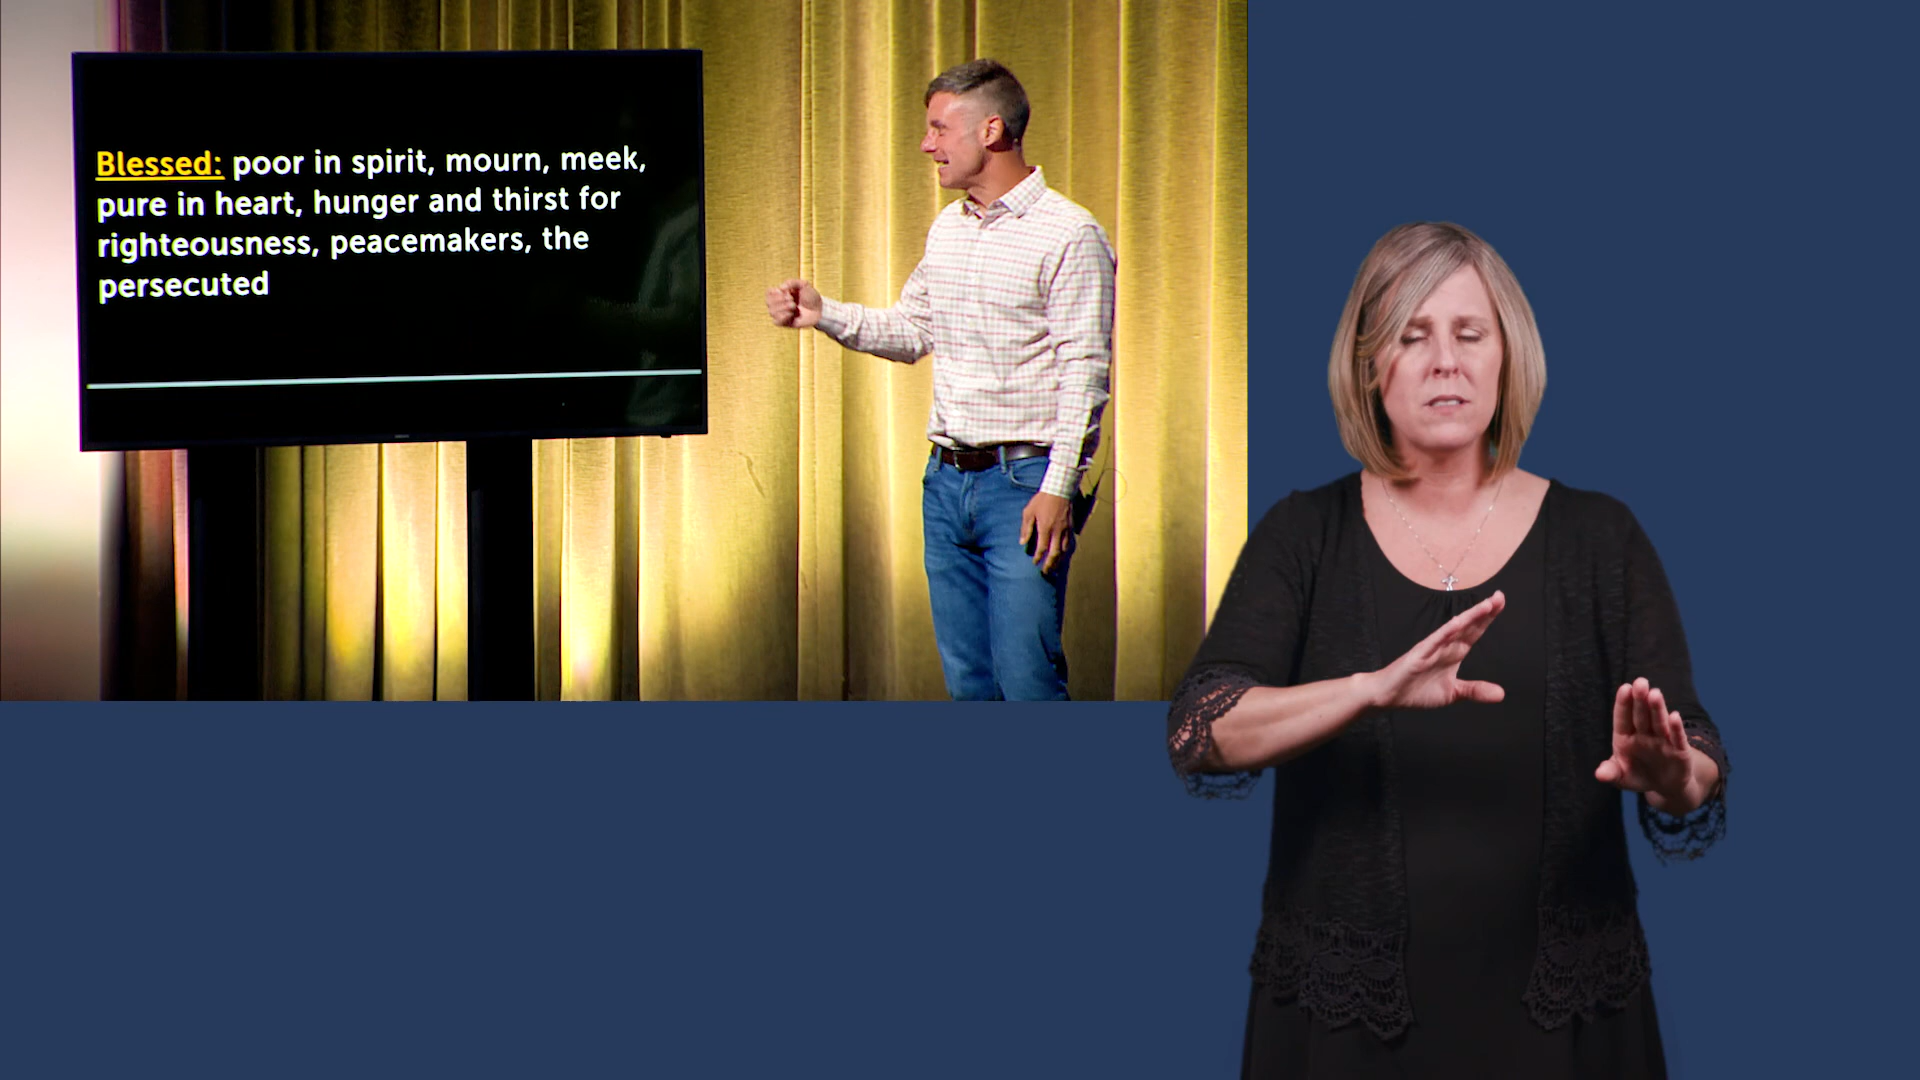 Blessed: poor in spirit, mourn, meek,
pure in heart, hunger and thirst for
righteousness, peacemakers, the
persecuted